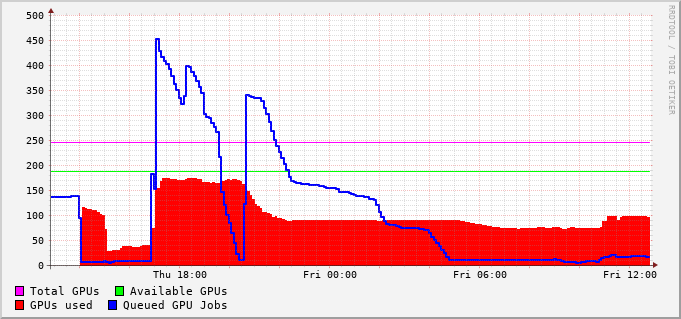 500
450
400
350
300
250
200
150
100
50
0
Thu 18:00 Fri 00:00 Fri 06:00 Fri 12:00
Total GPUs Available GPUs
GPUs used Queued GPU Jobs
RRDTOOL / TOBI OETIKER